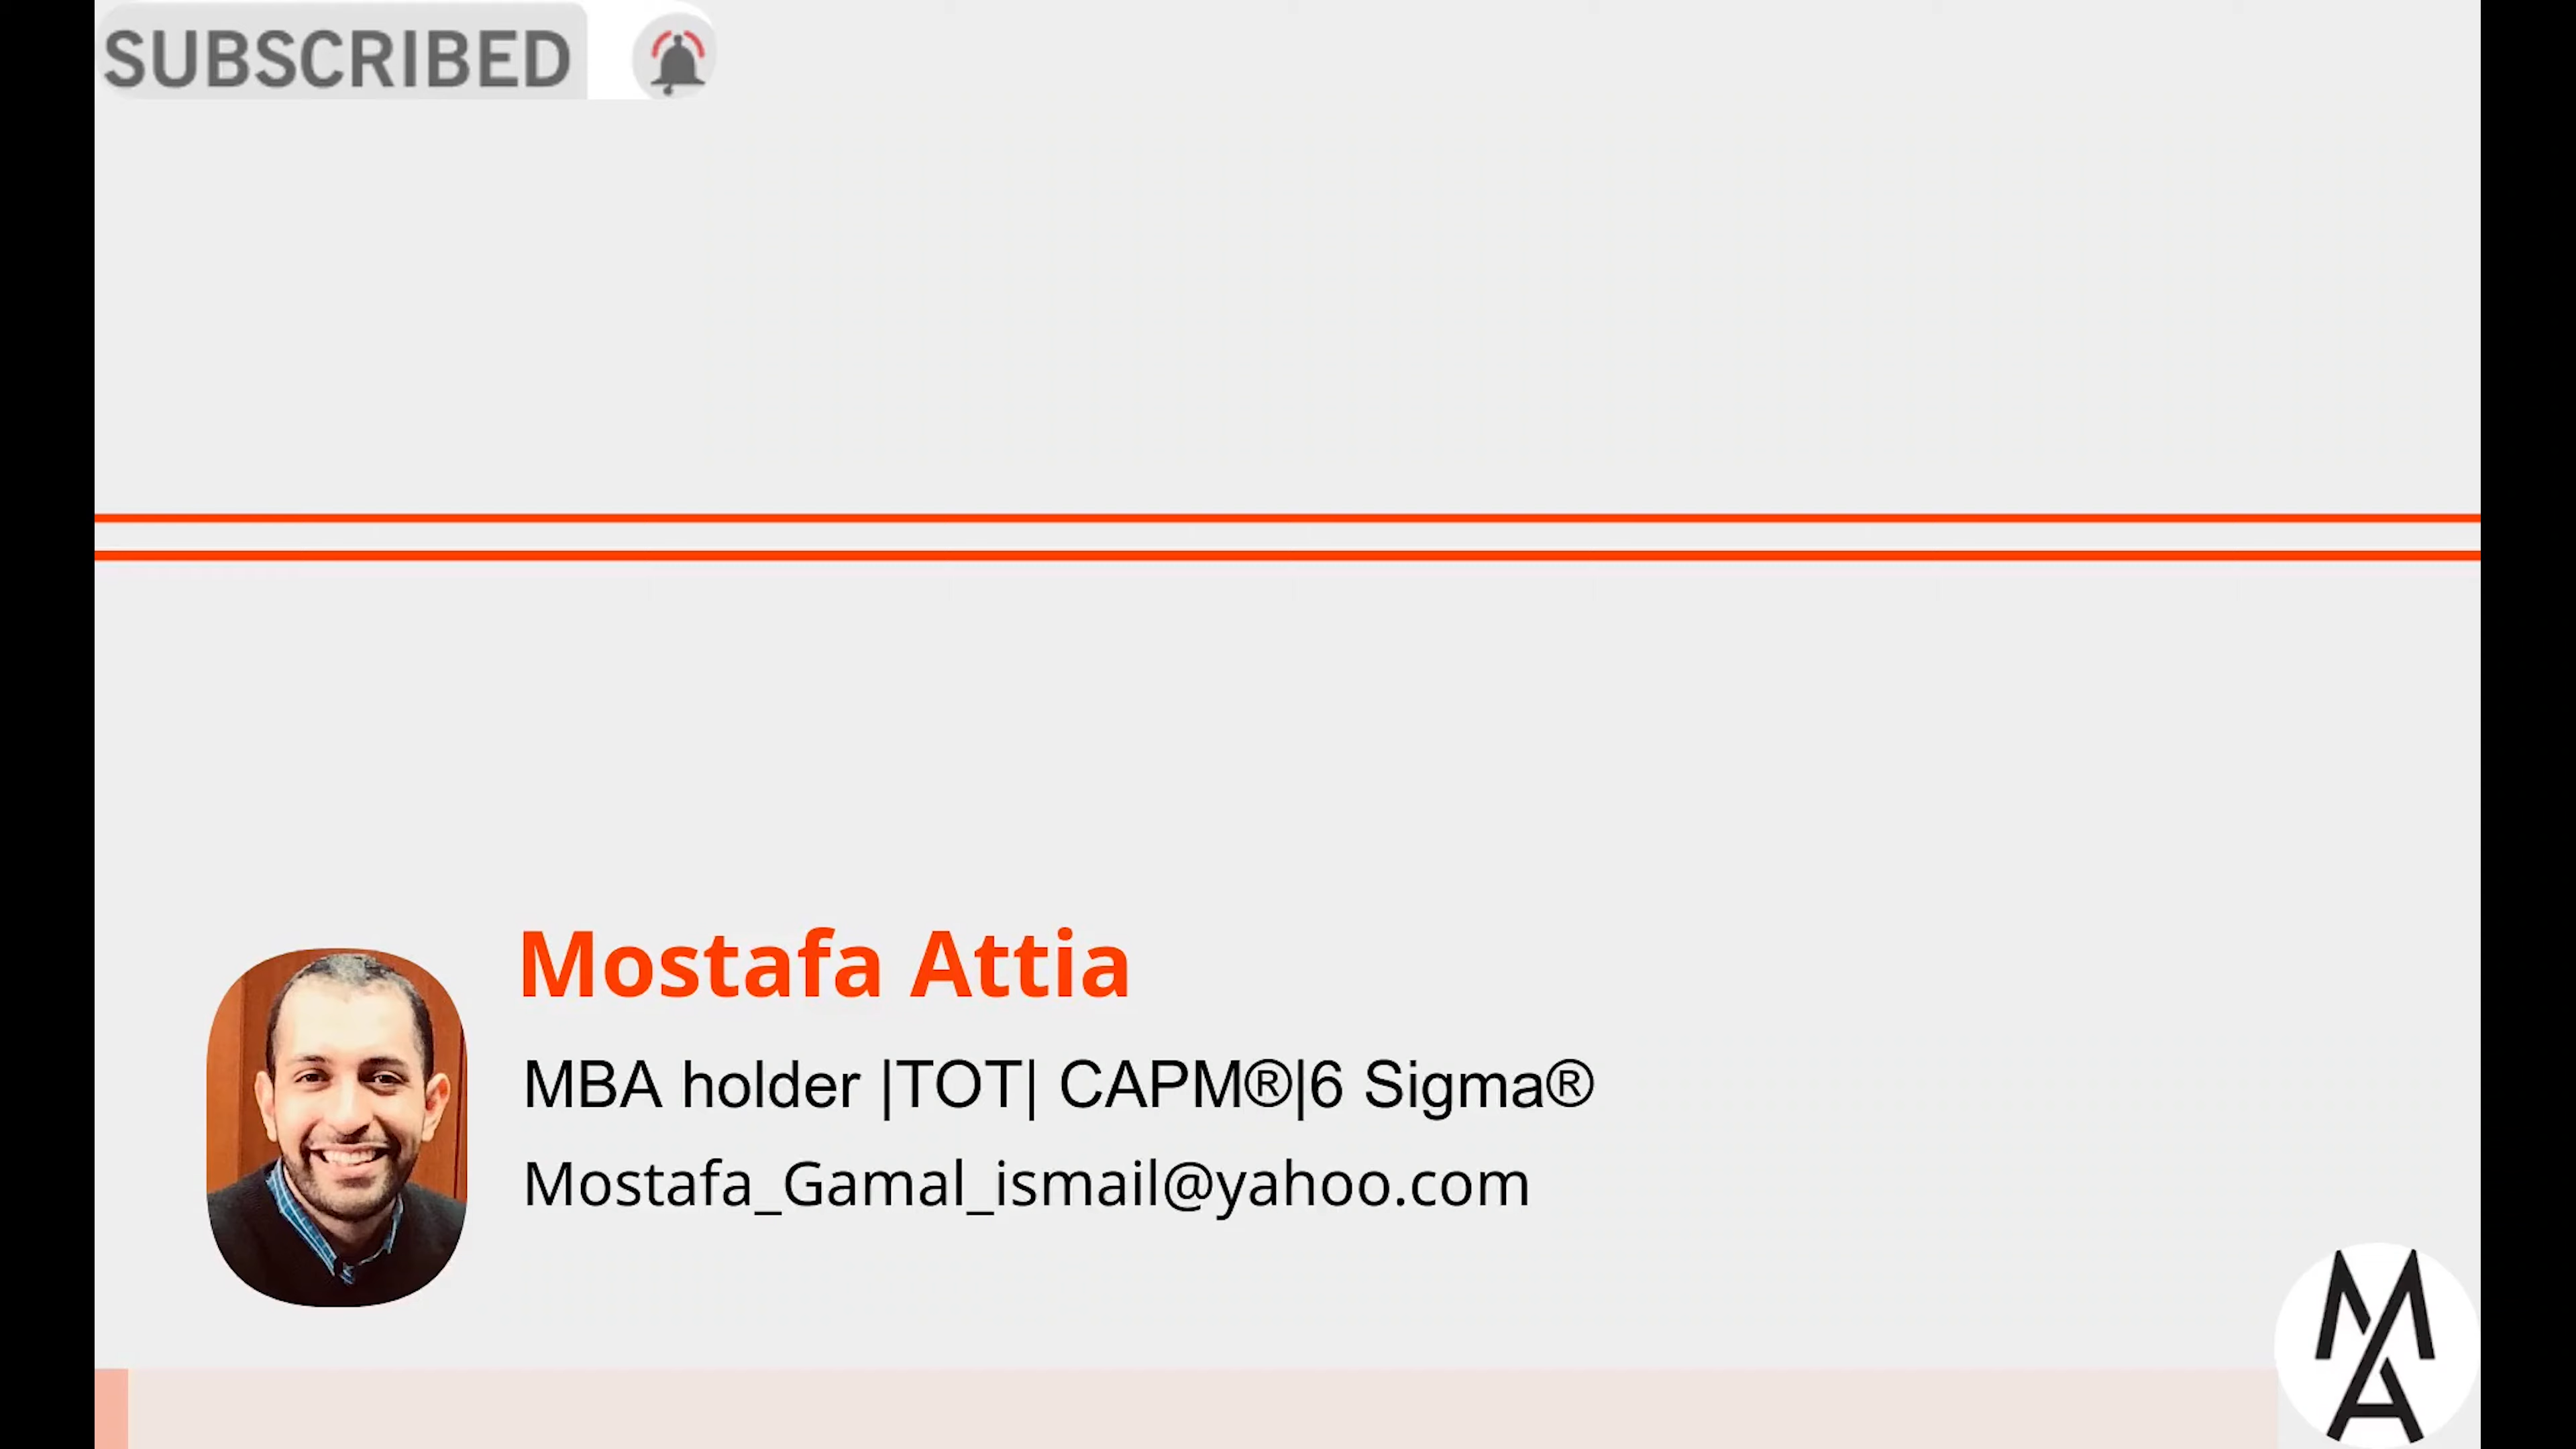 SUBSCRIBED
Mostafa Attia
MBA holder |TOT| CAPM®|6 Sigma®
Mostafa_Gamal_ismail@yahoo.com
MA